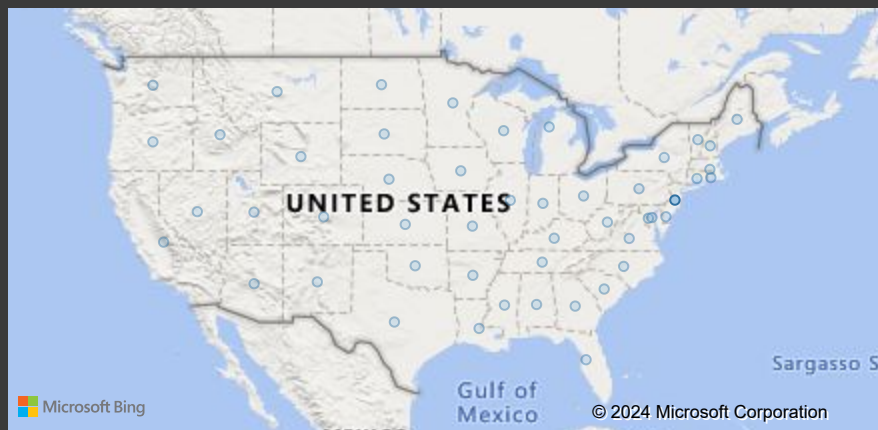 UNITED STATES
Sargasso S
Gulf of
Mexico
Microsoft Bing
© 2024 Microsoft Corporation